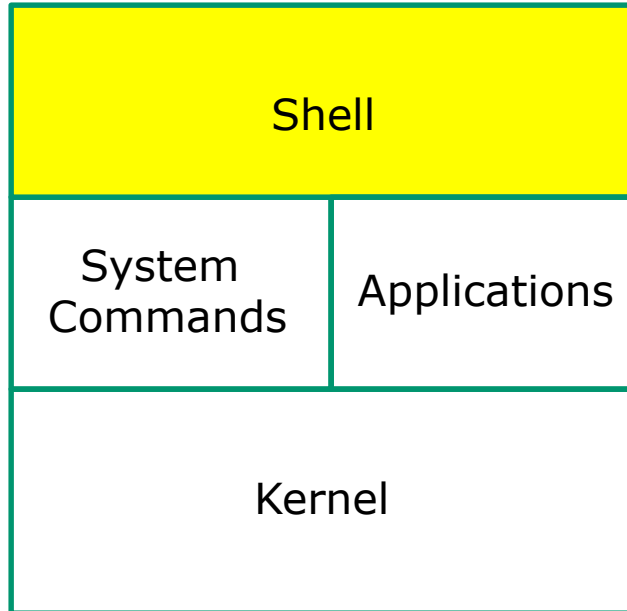 Shell
System
Commands
Applications
Kernel